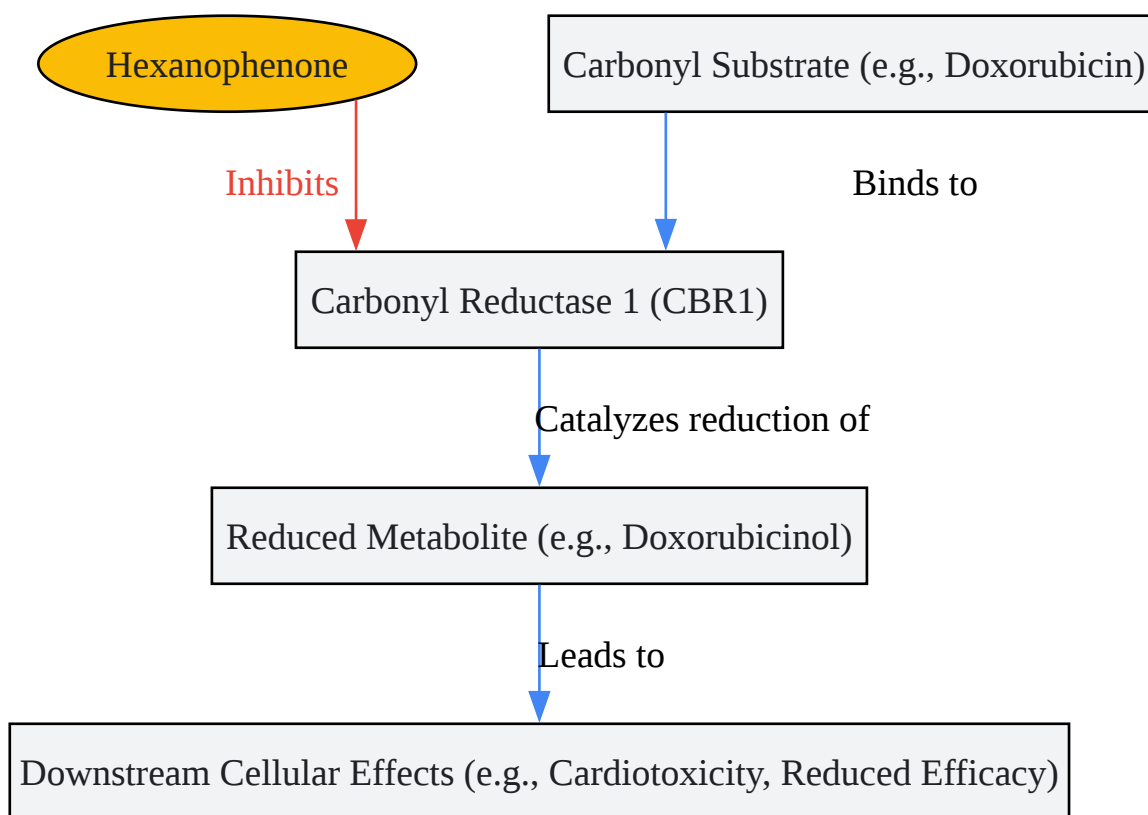 Hexanophenone
Carbonyl Substrate (e.g., Doxorubicin)
Inhibits
Binds to
Carbonyl Reductase 1 (CBR1)
Catalyzes reduction of
Reduced Metabolite (e.g., Doxorubicinol)
Leads to
Downstream Cellular Effects (e.g., Cardiotoxicity, Reduced Efficacy)